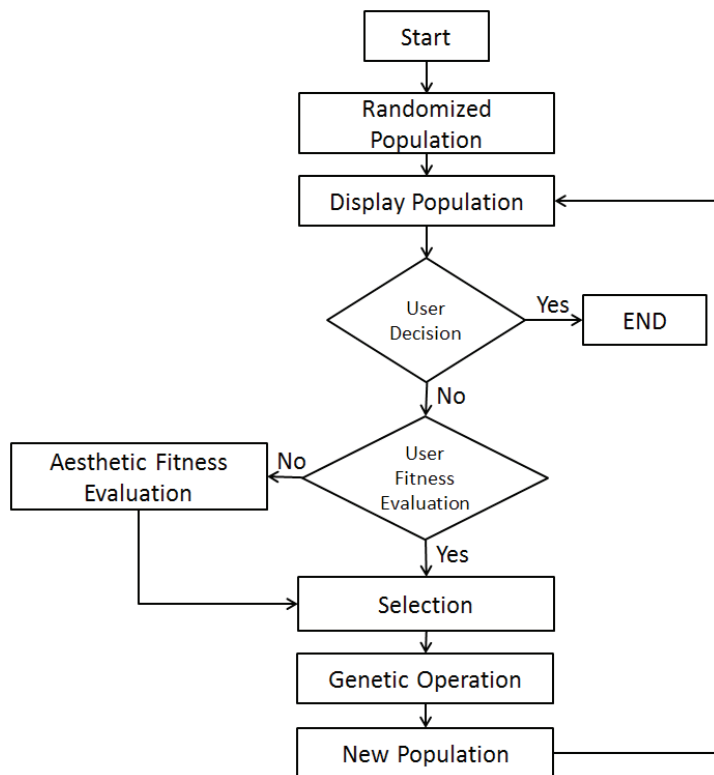 Start
Randomized
Population
Display Population
User
Decision
Yes
END
No
User
Fitness
Evaluation
No
Aesthetic Fitness
Evaluation
Yes
Selection
Genetic Operation
New Population